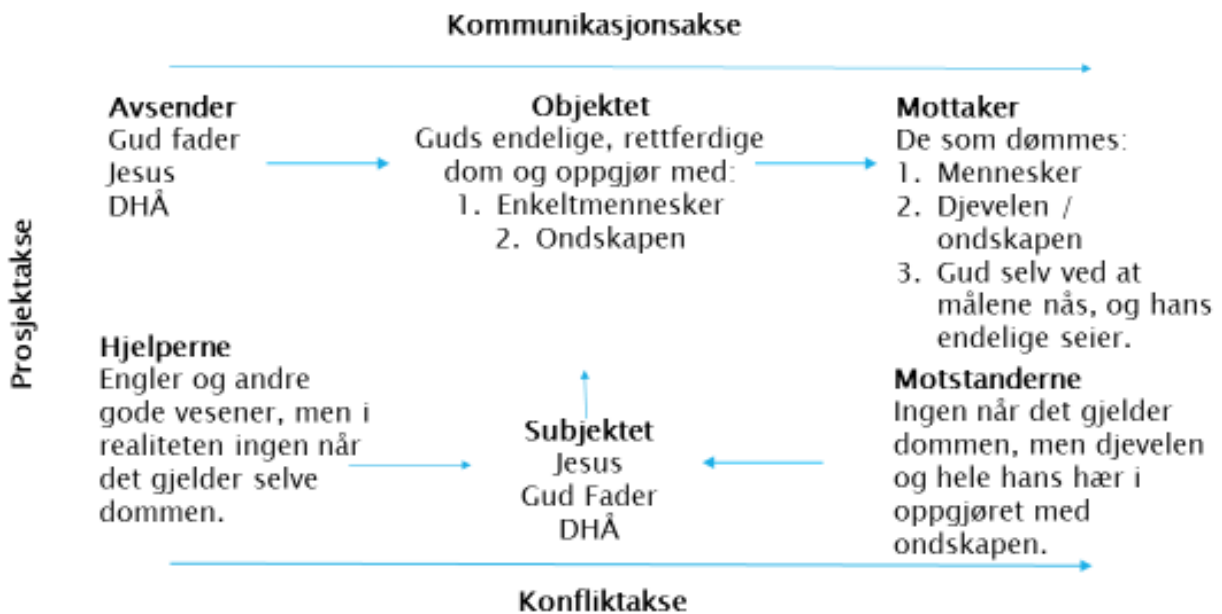 Kommunikasjonsakse
Avsender
Gud fader
Jesus
DHÅ
Objektet
Guds endelige, rettferdige
dom og oppgjør med:
1. Enkeltmennesker
2. Ondskapen
Mottaker
De som dømmes:
1. Mennesker
2. Djevelen /
ondskapen
3. Gud selv ved at
målene nås, og hans
endelige seier.
Prosjektakse
Hjelperne
Engler og andre
gode vesener, men i
realiteten ingen når
det gjelder selve
dommen.
Subjektet
Jesus
Gud Fader
DHÅ
Motstanderne
Ingen når det gjelder
dommen, men djevelen
og hele hans hær i
oppgjøret med
ondskapen.
Konfliktakse